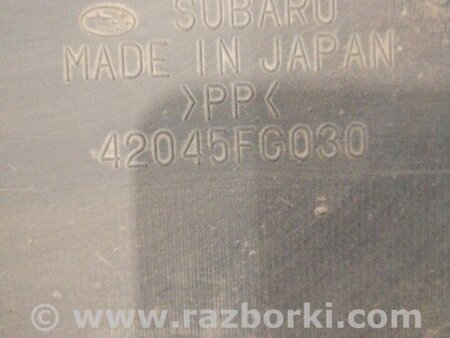 SUBARU
MADE IN JAPAN
>PP<
42045FG030
© www.razborki.com